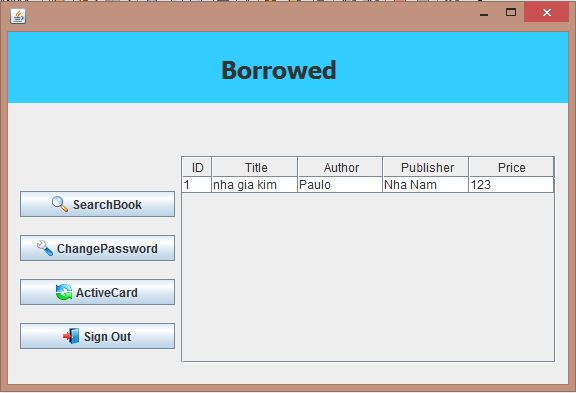 Borrowed
ID Title Author Publisher Price
1 nha gia kim Paulo Nha Nam 123
SearchBook
ChangePassword
ActiveCard
Sign Out